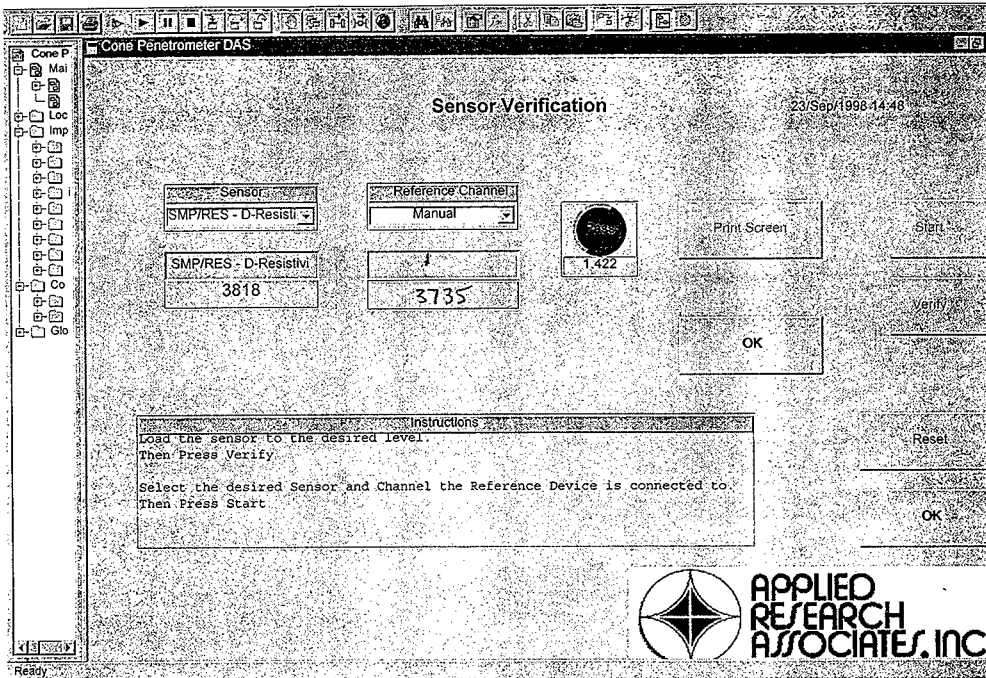 Cone Penetrometer DAS
Cone P
Mai
Loc
Imp
i
Co
Glo
Sensor Verification
23/Sep/1998 14:48
Sensor
Reference Channel
SMP/RES - D-Resisti
Manual
SMP/RES - D-Resistivi
3818
3735
1.422
Print Screen
Start
Verify
OK
Instructions
Load the sensor to the desired level.
Then Press Verify
Select the desired Sensor and Channel the Reference Device is connected to.
Then Press Start
Reset
OK
APPLIED
RESEARCH
ASSOCIATES, INC
Ready